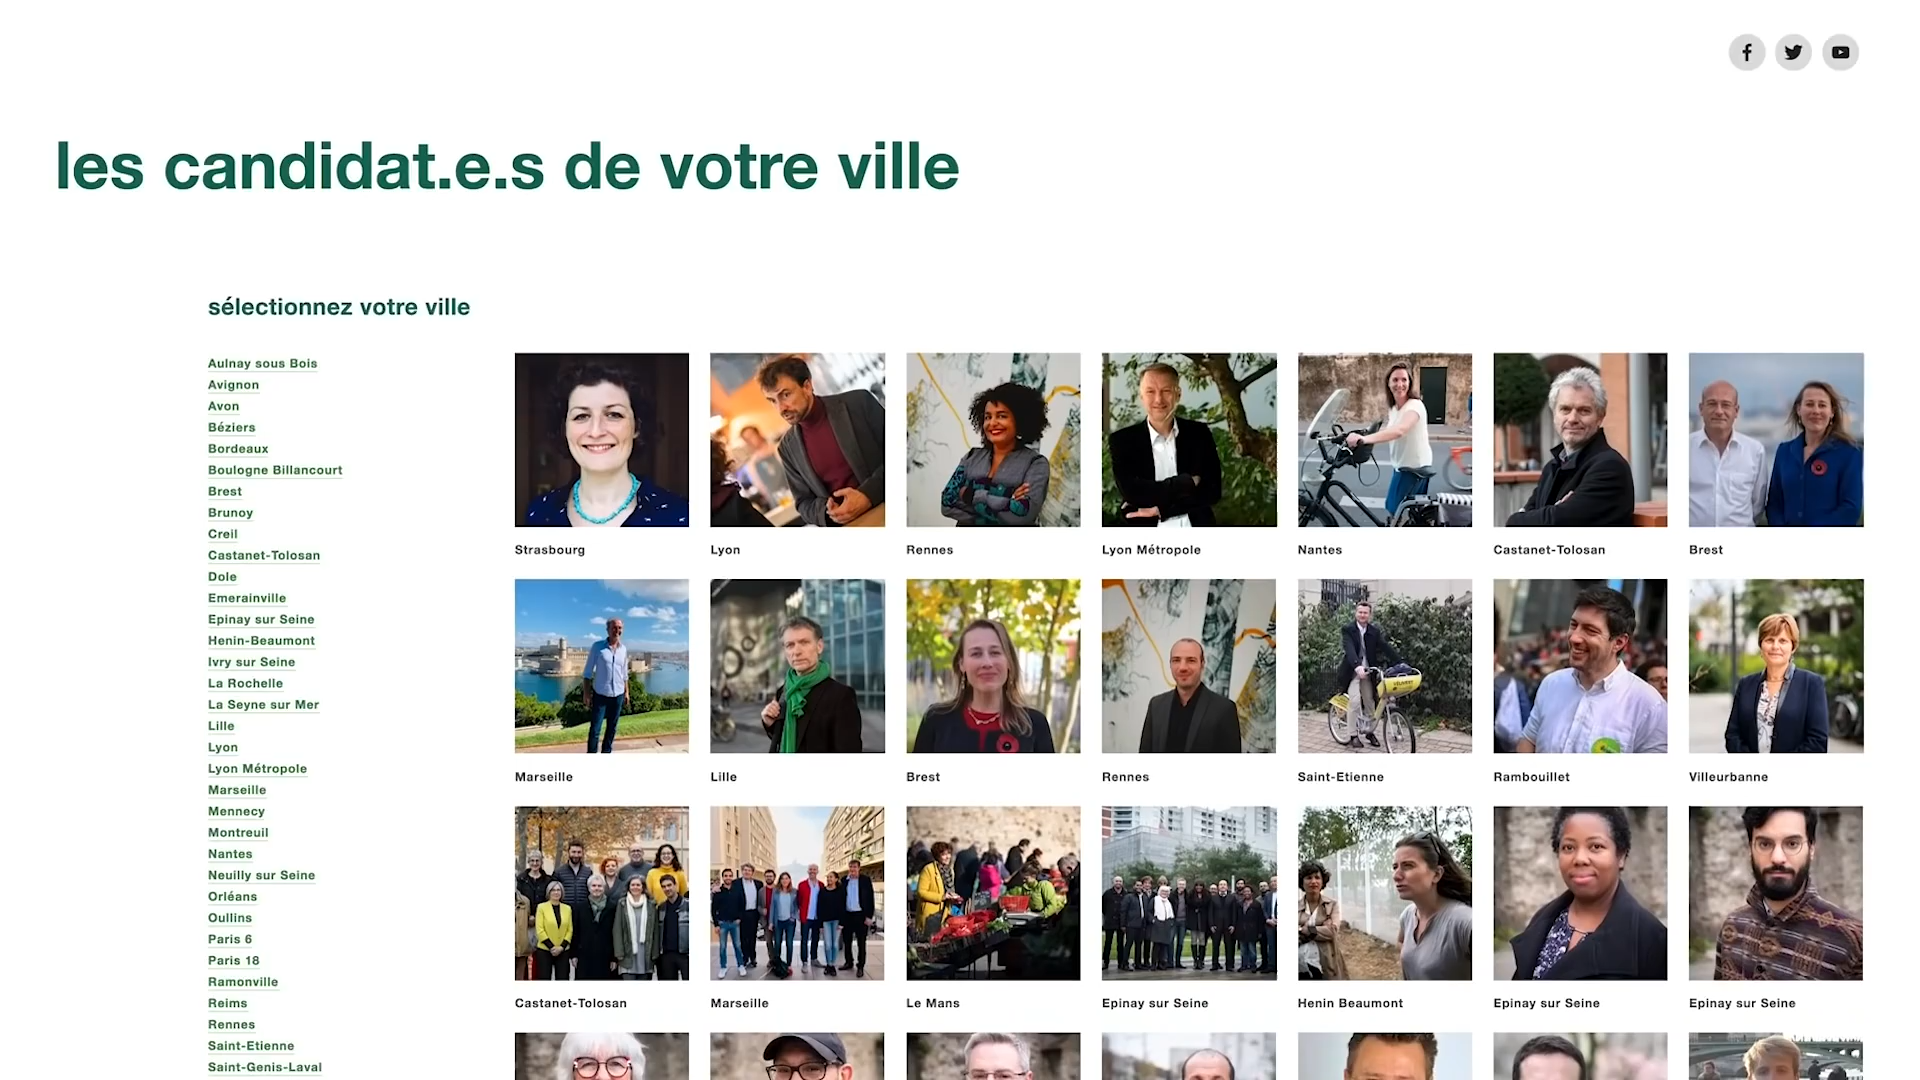 les candidat.e.s de votre ville
sélectionnez votre ville
Aulnay sous Bois
Avignon
Avon
Béziers
Bordeaux
Boulogne Billancourt
Brest
Brunoy
Creil
Castanet-Tolosan
Dole
Emerainville
Epinay sur Seine
Henin-Beaumont
Ivry sur Seine
La Rochelle
La Seyne sur Mer
Lille
Lyon
Lyon Métropole
Marseille
Mennecy
Montreuil
Nantes
Neuilly sur Seine
Orléans
Oullins
Paris 6
Paris 18
Ramonville
Reims
Rennes
Saint-Etienne
Saint-Genis-Laval
Strasbourg
Lyon
Rennes
Lyon Métropole
Nantes
Castanet-Tolosan
Brest
Marseille
Lille
Brest
Rennes
Saint-Etienne
Rambouillet
Villeurbanne
Castanet-Tolosan
Marseille
Le Mans
Epinay sur Seine
Henin Beaumont
Epinay sur Seine
Epinay sur Seine